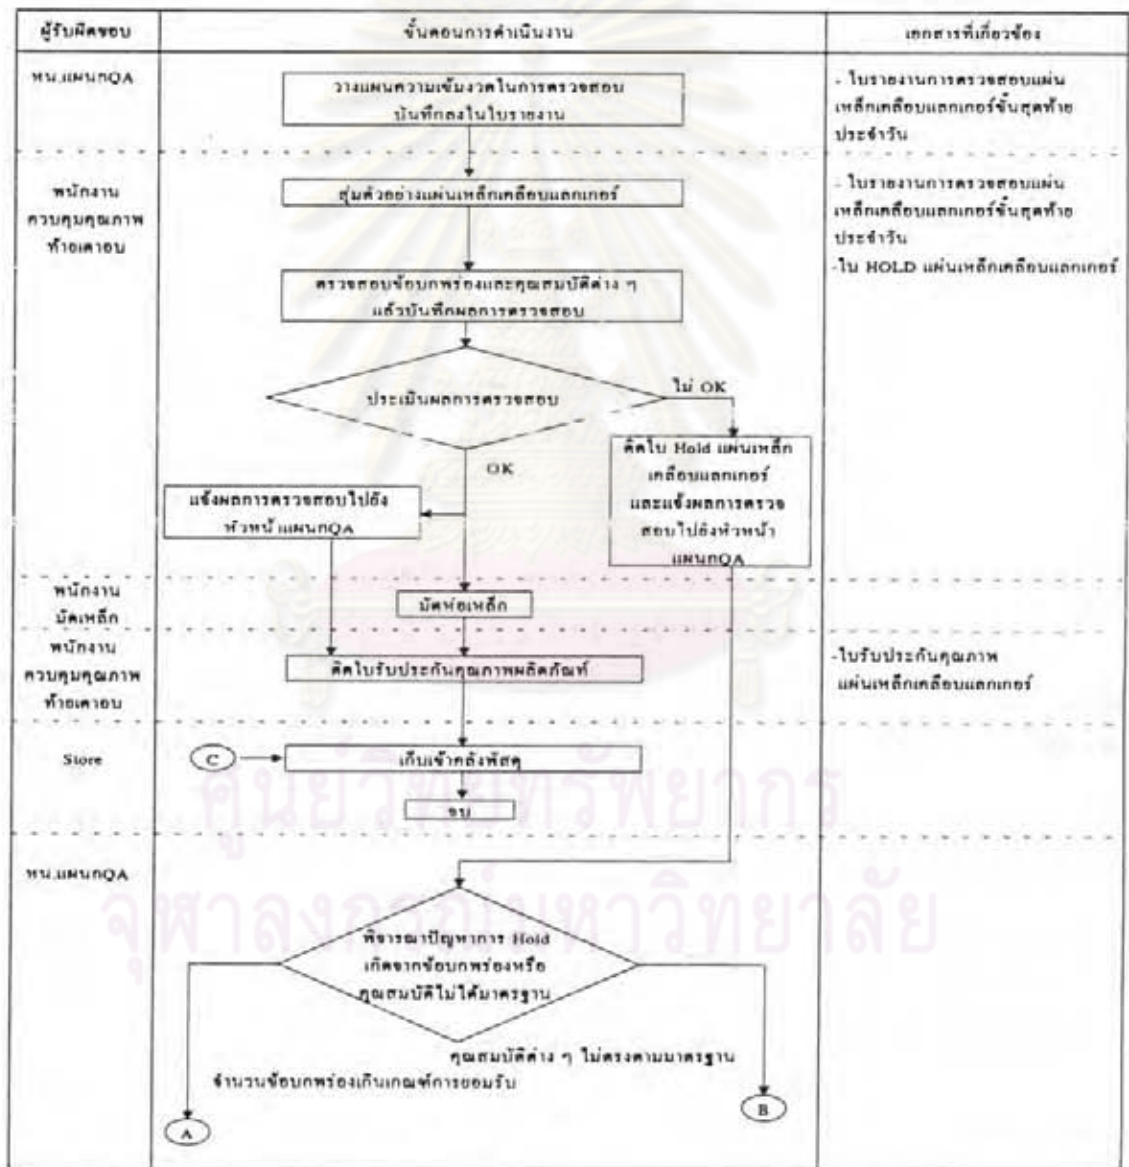 ผู้รับผิดชอบ
ขั้นตอนการดำเนินงาน
เอกสารที่เกี่ยวข้อง
หน.แผนกQA
วางแผนความเข้มงวดในการตรวจสอบ
บันทึกลงในใบรายงาน
- ใบรายงานการตรวจสอบแผ่น
เหล็กเคลือบแลกเกอร์ขั้นสุดท้าย
ประจำวัน
พนักงาน
ควบคุมคุณภาพ
ท้ายเตาอบ
สุ่มตัวอย่างแผ่นเหล็กเคลือบแลกเกอร์
- ใบรายงานการตรวจสอบแผ่น
เหล็กเคลือบแลกเกอร์ขั้นสุดท้าย
ประจำวัน
-ใบ HOLD แผ่นเหล็กเคลือบแลกเกอร์
ตรวจสอบข้อบกพร่องและคุณสมบัติต่าง ๆ
แล้วบันทึกผลการตรวจสอบ
ประเมินผลการตรวจสอบ
ไม่ OK
OK
ติดใบ Hold แผ่นเหล็ก
เคลือบแลกเกอร์
และแจ้งผลการตรวจ
สอบไปยังหัวหน้า
แผนกQA
แจ้งผลการตรวจสอบไปยัง
หัวหน้าแผนกQA
พนักงาน
มัดเหล็ก
มัดห่อเหล็ก
พนักงาน
ควบคุมคุณภาพ
ท้ายเตาอบ
ติดใบรับประกันคุณภาพผลิตภัณฑ์
-ใบรับประกันคุณภาพ
แผ่นเหล็กเคลือบแลกเกอร์
Store
C
เก็บเข้าคลังพัสดุ
จบ
ศูนย์วิทยทรัพยากร
จุฬาลงกรณ์มหาวิทยาลัย
หน.แผนกQA
พิจารณาปัญหาการ Hold
เกิดจากข้อบกพร่องหรือ
คุณสมบัติไม่ได้มาตรฐาน
คุณสมบัติต่าง ๆ ไม่ตรงตามมาตรฐาน
จำนวนข้อบกพร่องเกินเกณฑ์การยอมรับ
A
B